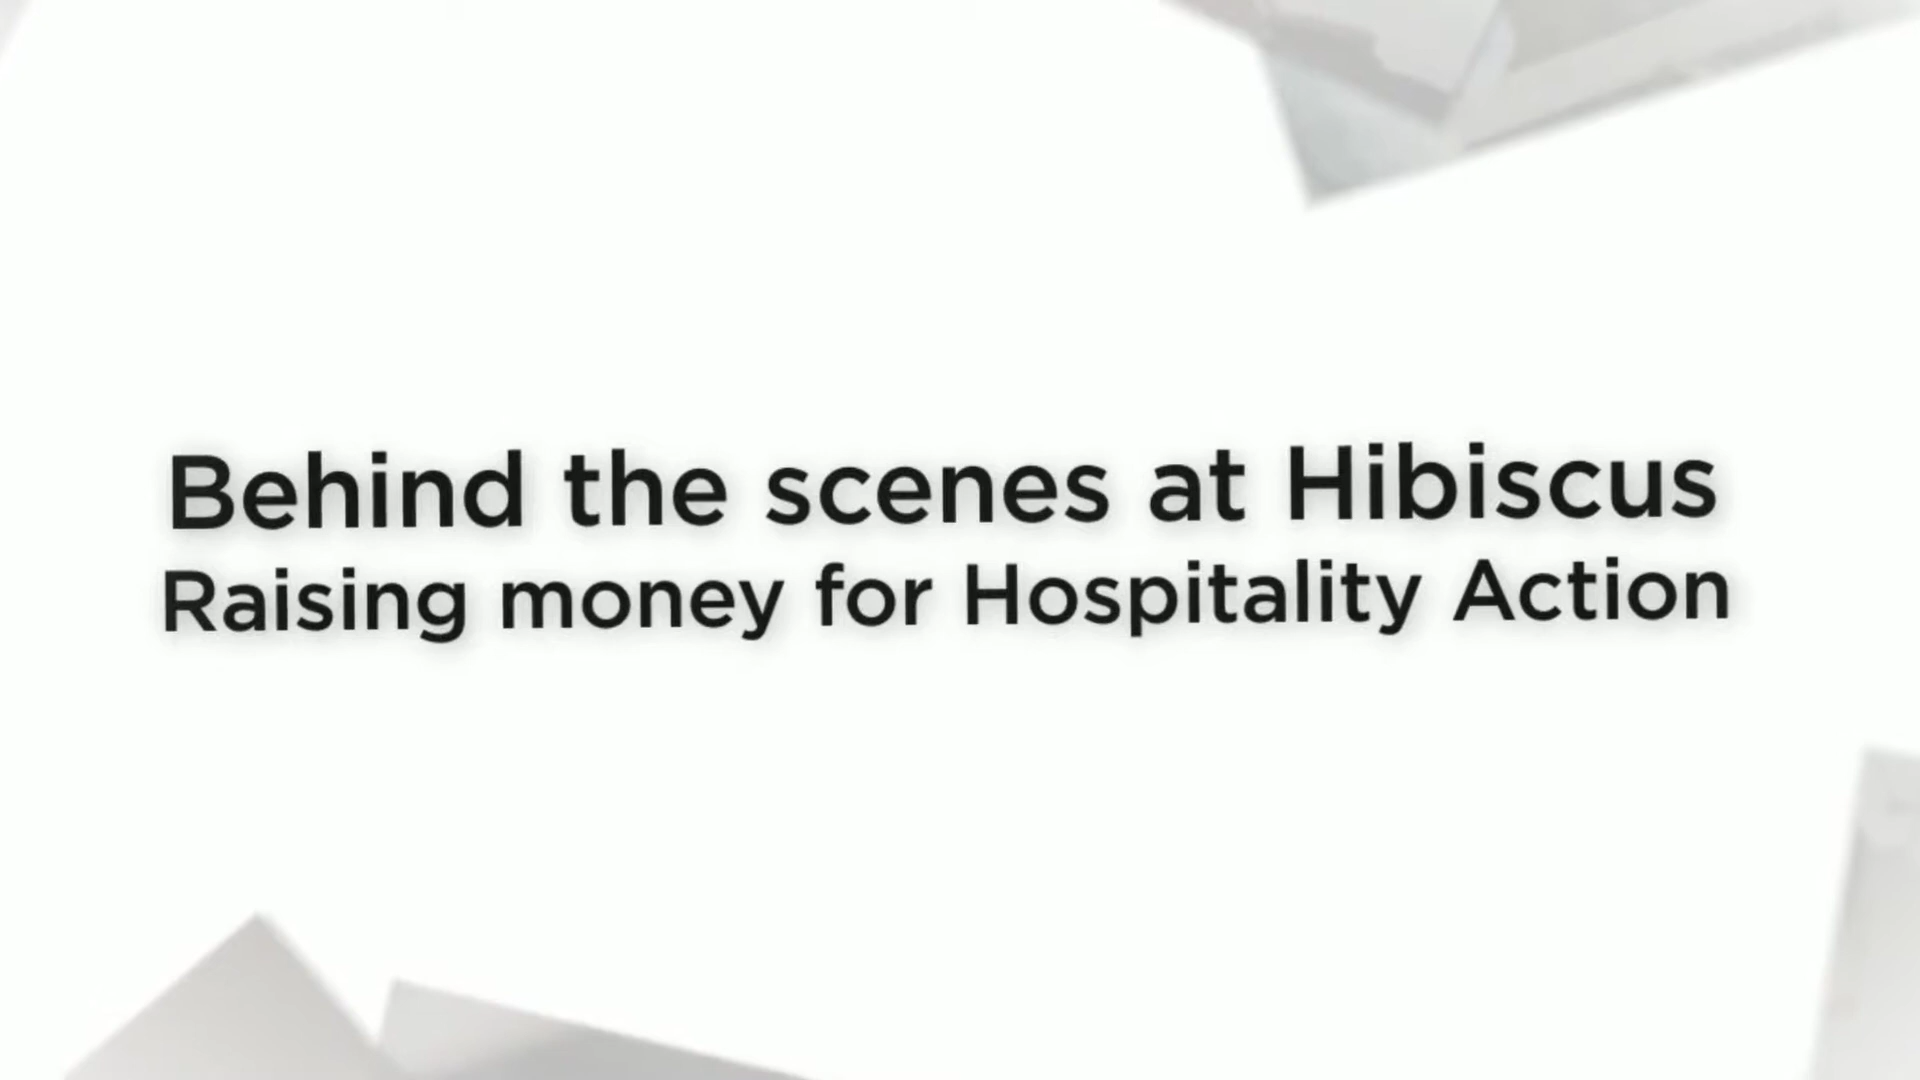 Behind the scenes at Hibiscus
Raising money for Hospitality Action